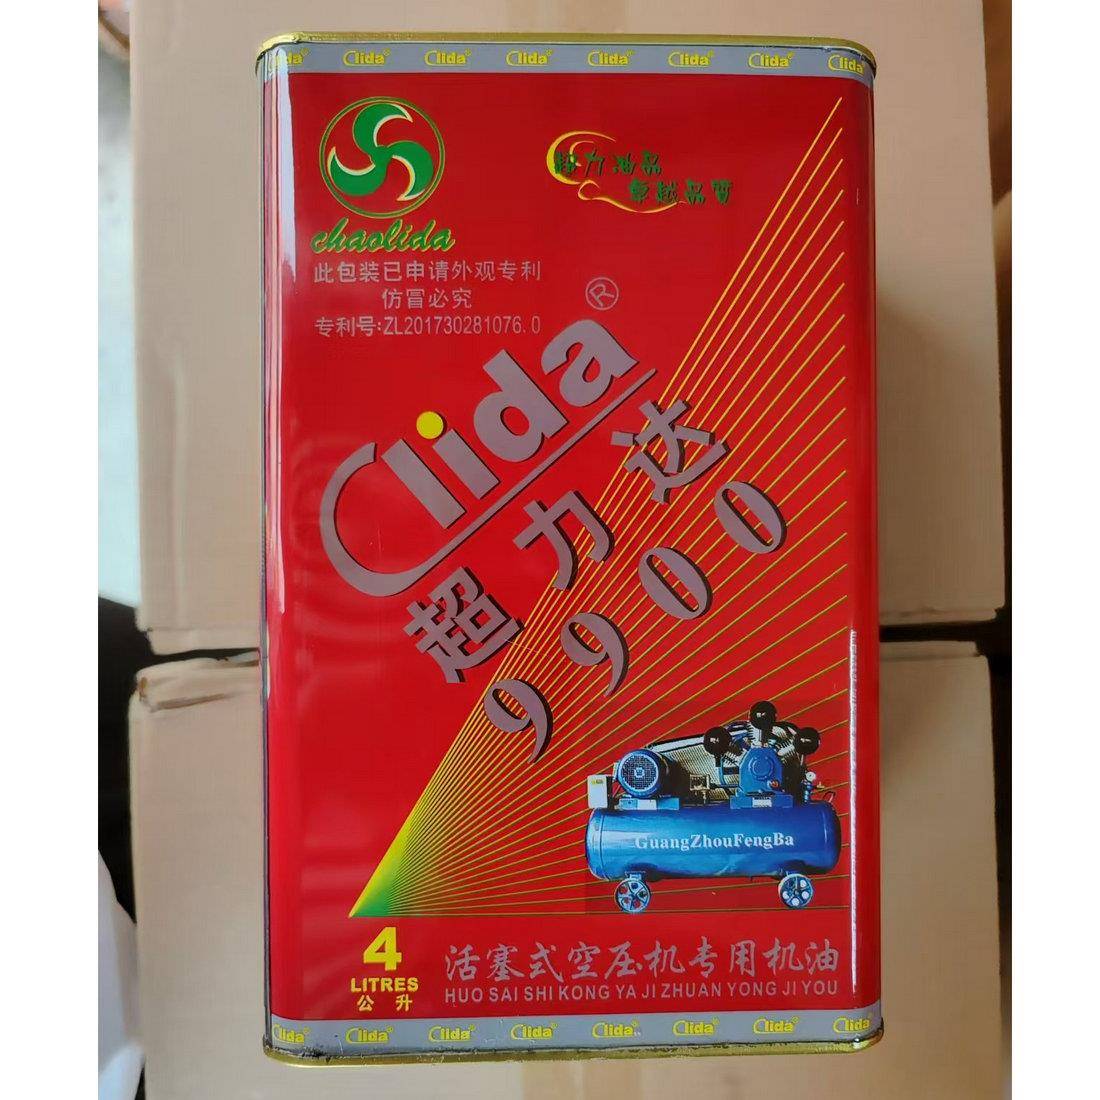 Clida® Clida® Clida® Clida® Clida® Clida® Clida®
超力油品
卓越品质
chaolida
此包装已申请外观专利
仿冒必究
专利号:ZL201730281076.0
Clida®
超力达
9900
GuangZhouFengBa
4
LITRES
公升
活塞式空压机专用机油
HUO SAI SHI KONG YA JI ZHUAN YONG JI YOU
Clida® Clida® Clida® Clida® Clida® Clida® Clida®